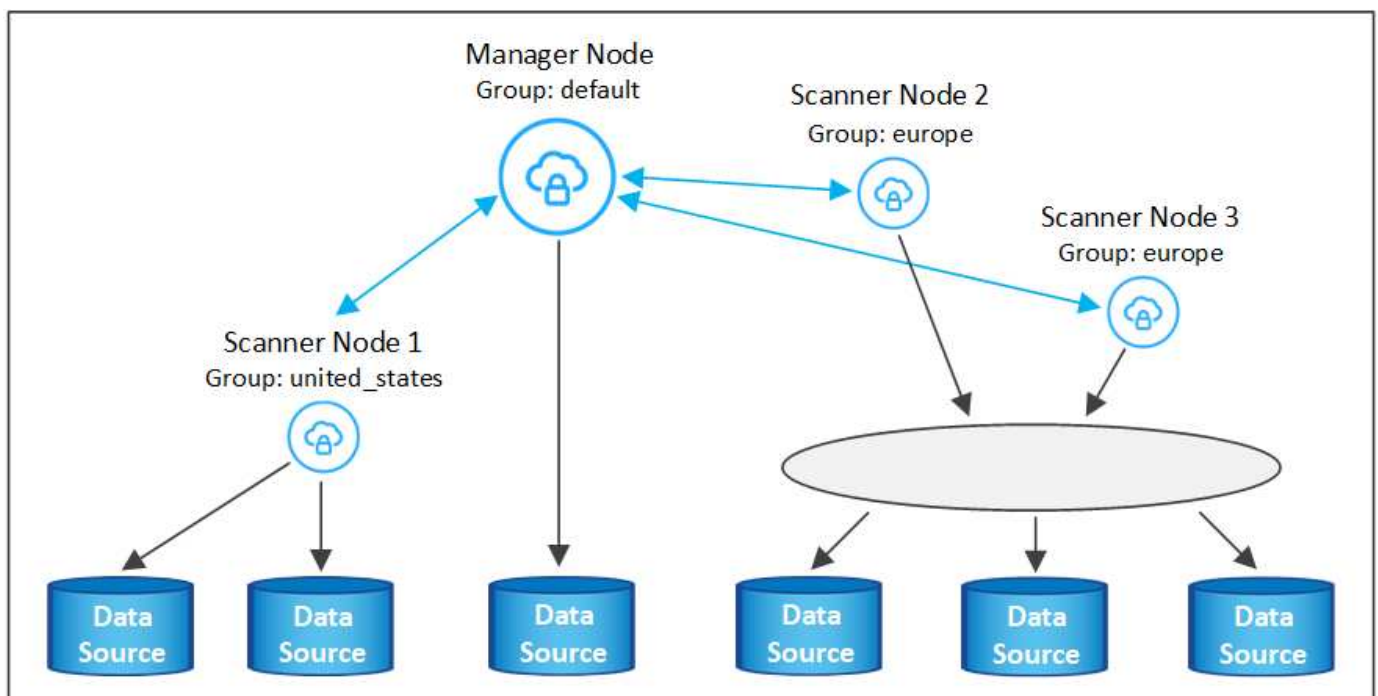 Manager Node
Group: default
Scanner Node 2
Group: europe
Scanner Node 3
Group: europe
Scanner Node 1
Group: united_states
Data
Source
Data
Source
Data
Source
Data
Source
Data
Source
Data
Source